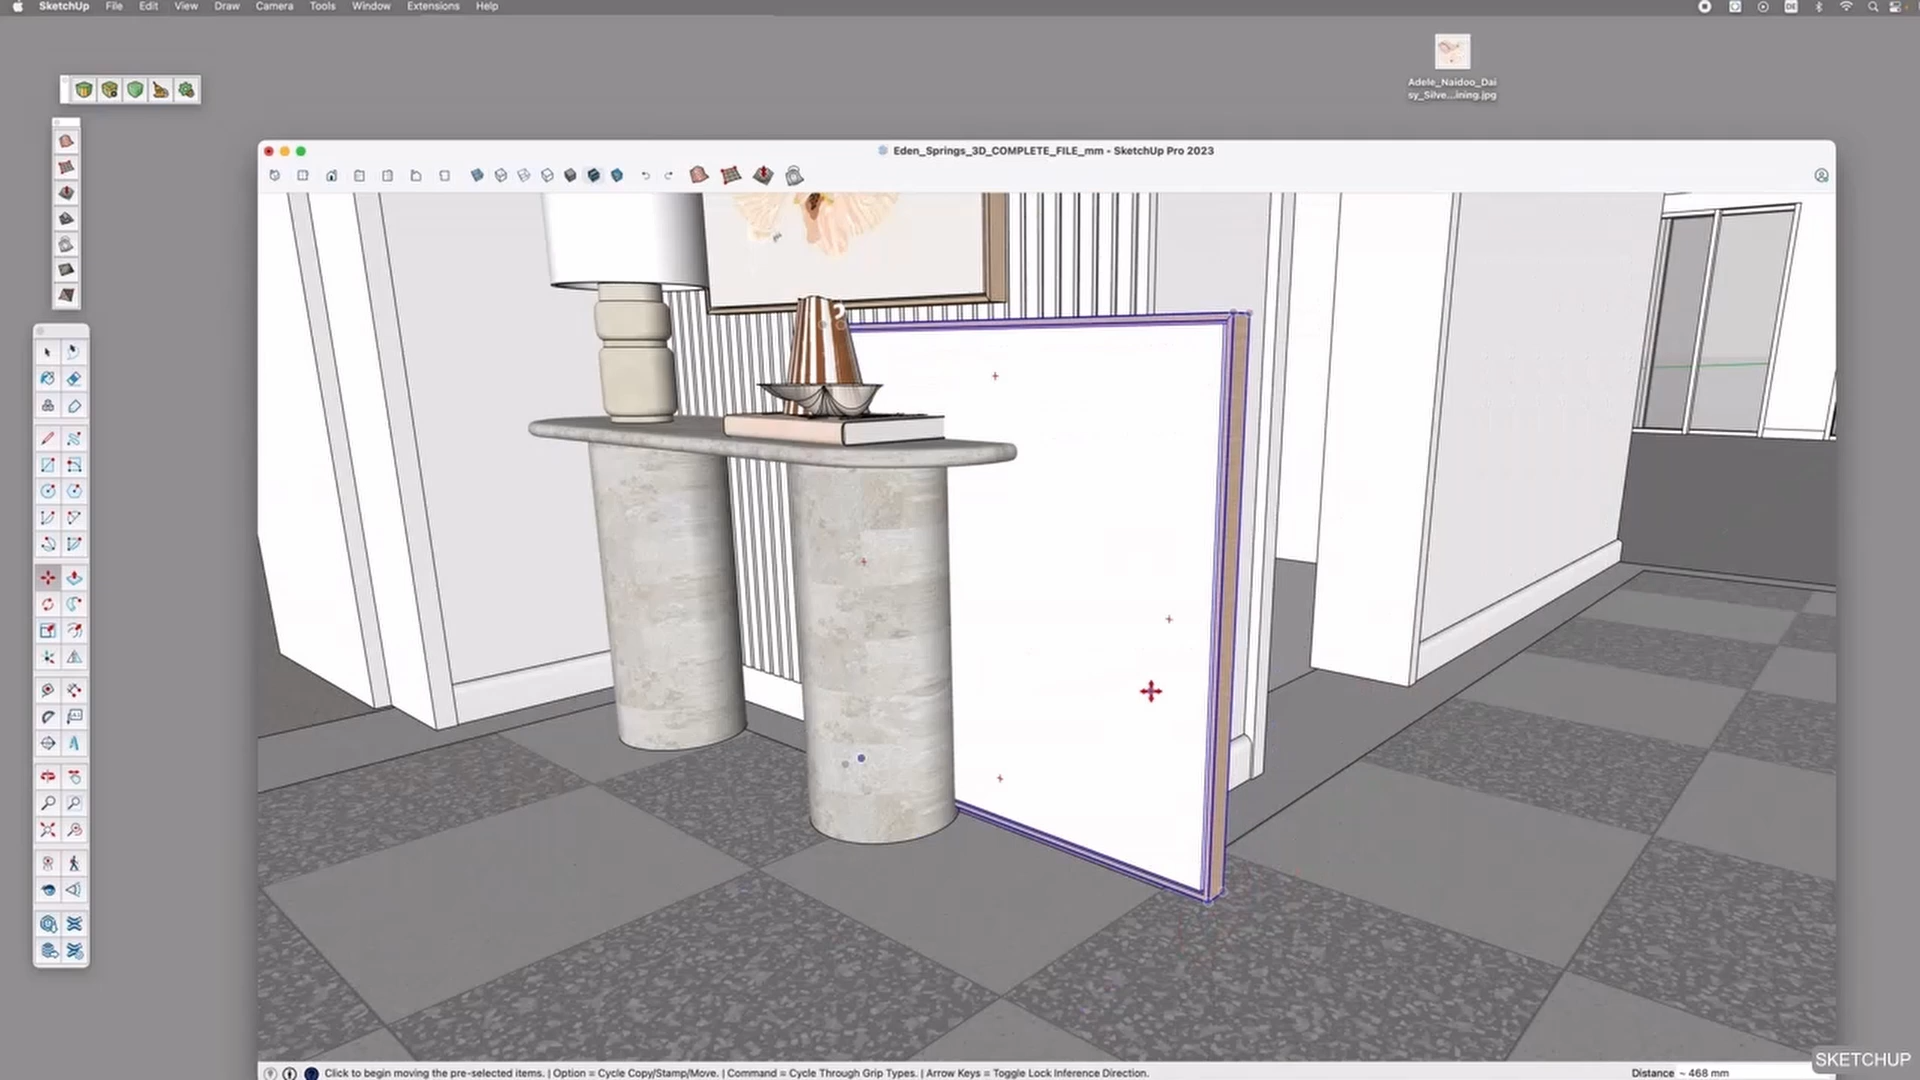 SketchUp File Edit View Draw Camera Tools Window Extensions Help
Adele_Naidoo_Dai
sy_Silve...ining.jpg
Eden_Springs_3D_COMPLETE_FILE_mm - SketchUp Pro 2023
Click to begin moving the pre-selected items. | Option = Cycle Copy/Stamp/Move. | Command = Cycle Through Grip Types. | Arrow Keys = Toggle Lock Inference Direction.
Distance ~ 468 mm
SKETCHUP